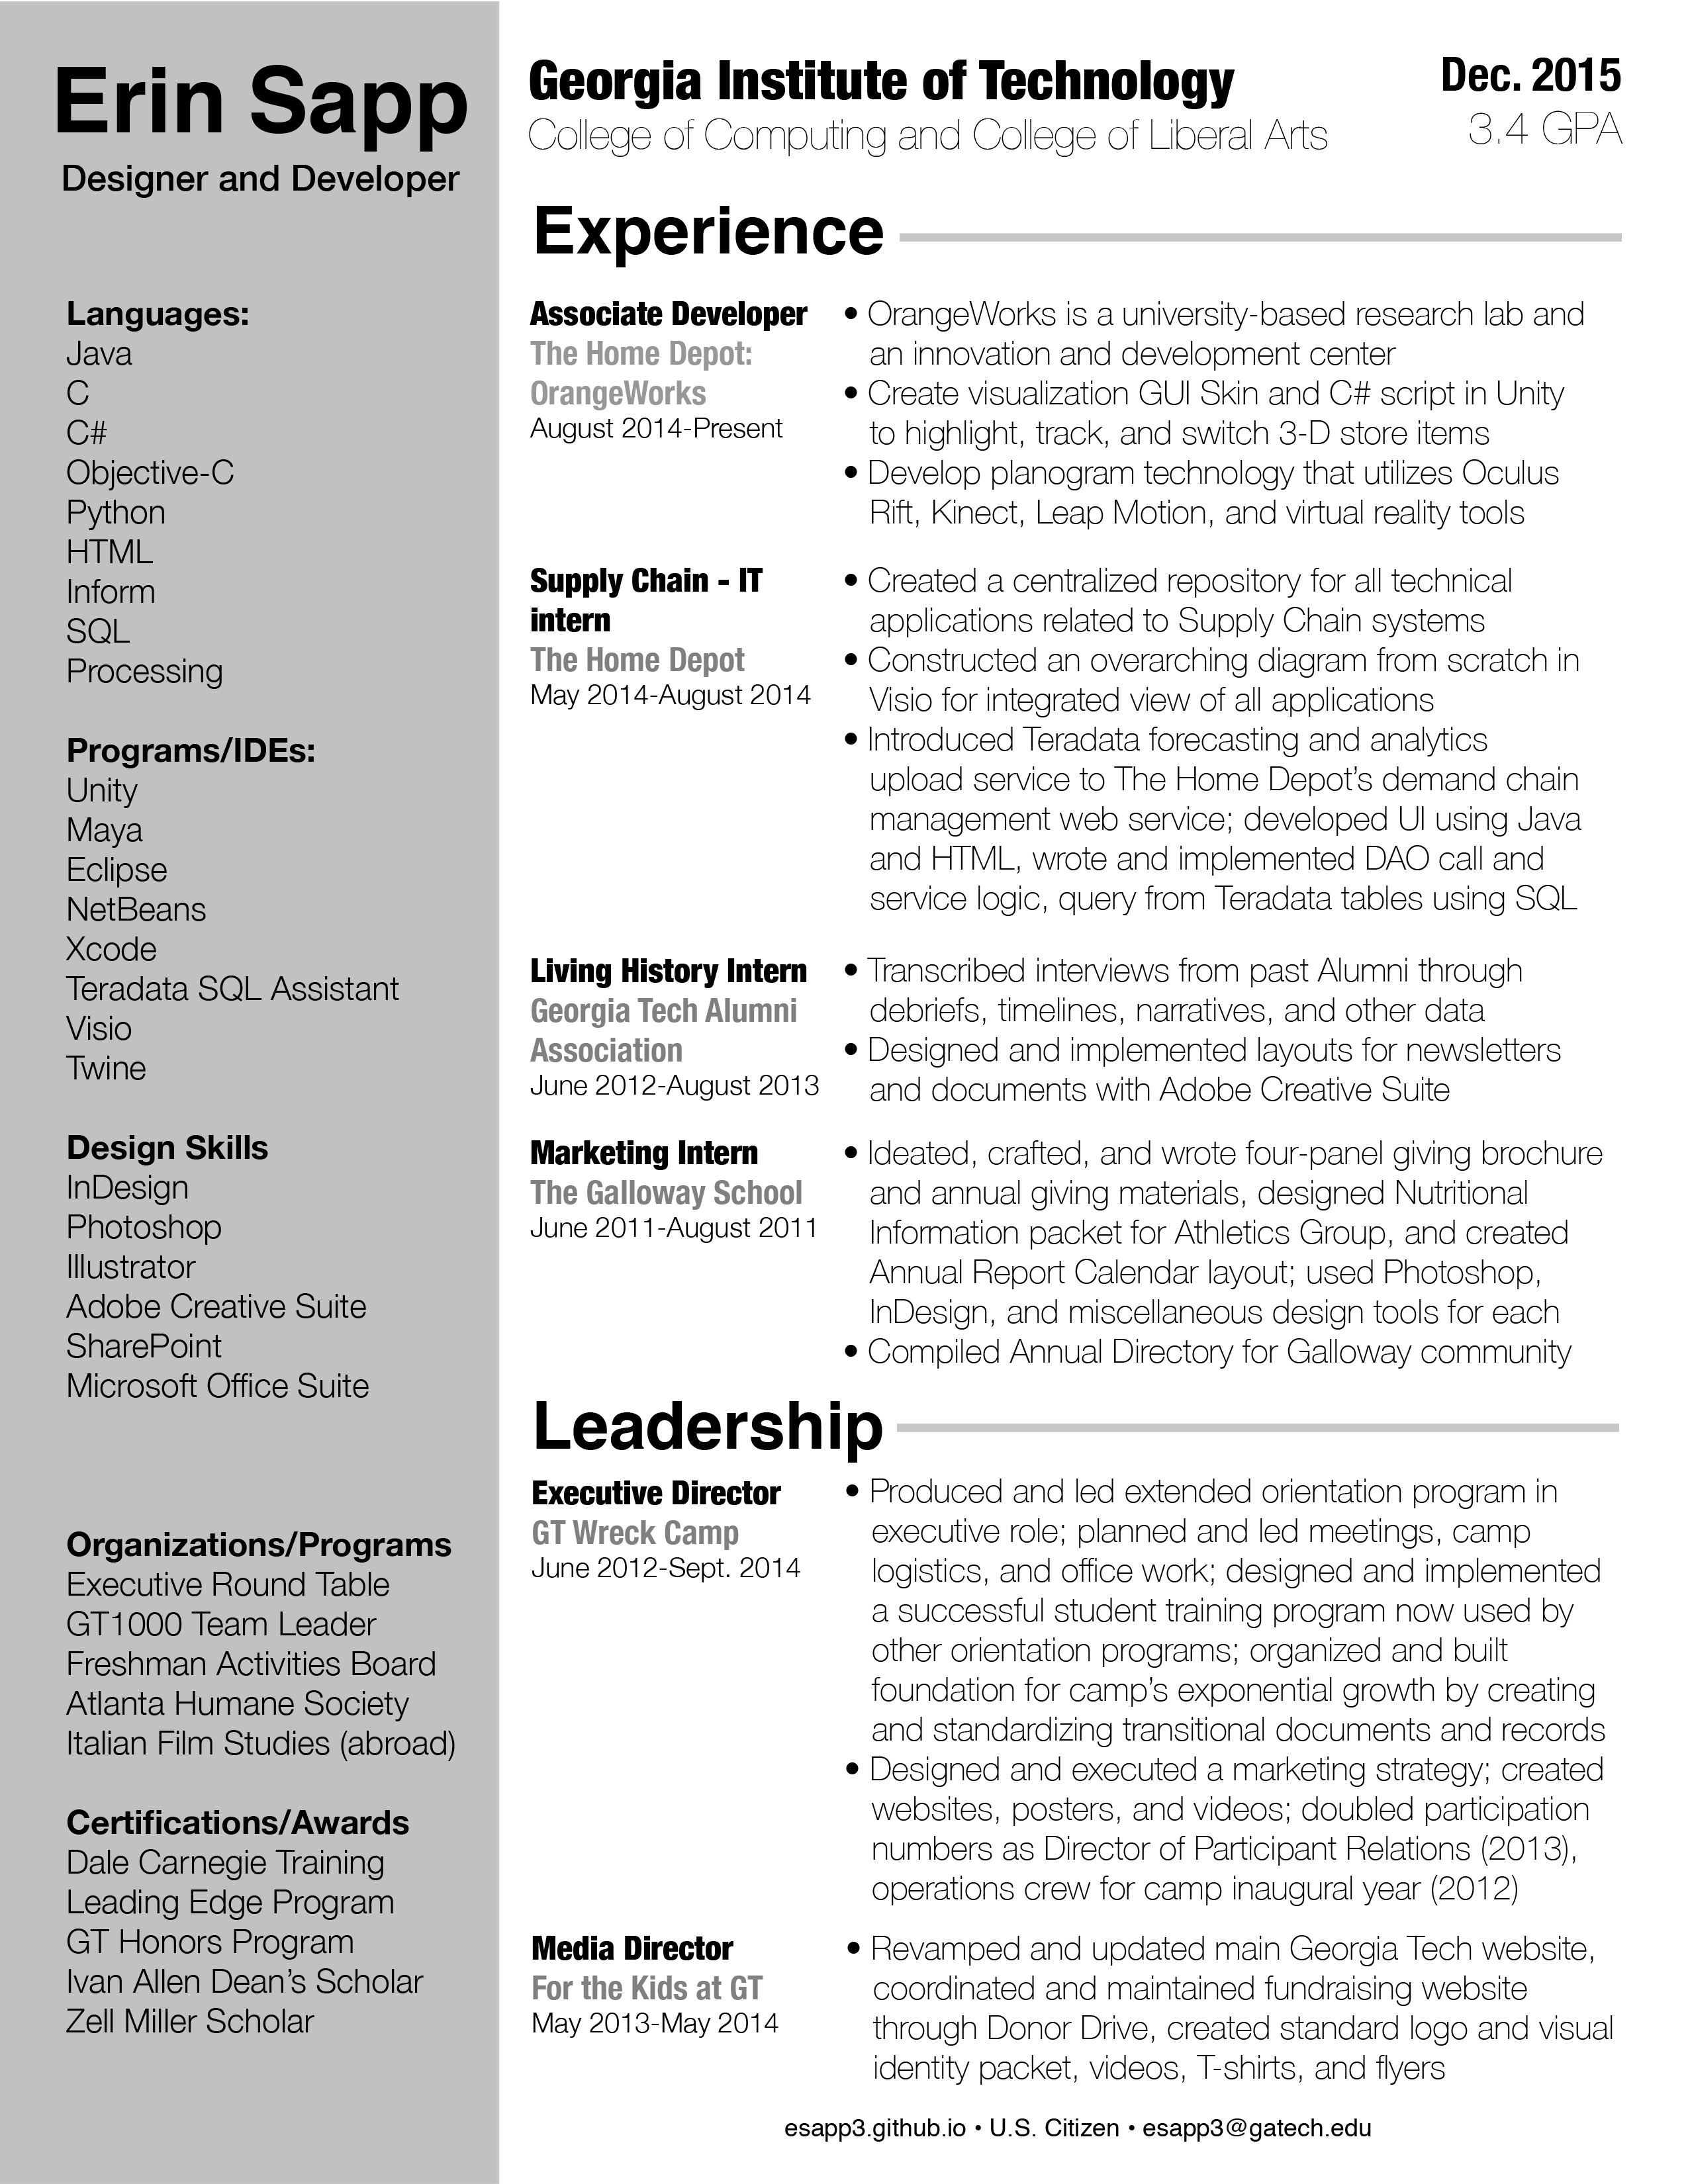 Erin Sapp
Designer and Developer
Languages:
Java
C
C#
Objective-C
Python
HTML
Inform
SQL
Processing
Programs/IDEs:
Unity
Maya
Eclipse
NetBeans
Xcode
Teradata SQL Assistant
Visio
Twine
Design Skills
InDesign
Photoshop
Illustrator
Adobe Creative Suite
SharePoint
Microsoft Office Suite
Organizations/Programs
Executive Round Table
GT1000 Team Leader
Freshman Activities Board
Atlanta Humane Society
Italian Film Studies (abroad)
Certifications/Awards
Dale Carnegie Training
Leading Edge Program
GT Honors Program
Ivan Allen Dean’s Scholar
Zell Miller Scholar
Georgia Institute of Technology
Dec. 2015
College of Computing and College of Liberal Arts
3.4 GPA
Experience
Associate Developer
The Home Depot:
OrangeWorks
August 2014-Present
• OrangeWorks is a university-based research lab and
an innovation and development center
• Create visualization GUI Skin and C# script in Unity
to highlight, track, and switch 3-D store items
• Develop planogram technology that utilizes Oculus
Rift, Kinect, Leap Motion, and virtual reality tools
Supply Chain - IT
intern
The Home Depot
May 2014-August 2014
• Created a centralized repository for all technical
applications related to Supply Chain systems
• Constructed an overarching diagram from scratch in
Visio for integrated view of all applications
• Introduced Teradata forecasting and analytics
upload service to The Home Depot’s demand chain
management web service; developed UI using Java
and HTML, wrote and implemented DAO call and
service logic, query from Teradata tables using SQL
Living History Intern
Georgia Tech Alumni
Association
June 2012-August 2013
• Transcribed interviews from past Alumni through
debriefs, timelines, narratives, and other data
• Designed and implemented layouts for newsletters
and documents with Adobe Creative Suite
Marketing Intern
The Galloway School
June 2011-August 2011
• Ideated, crafted, and wrote four-panel giving brochure
and annual giving materials, designed Nutritional
Information packet for Athletics Group, and created
Annual Report Calendar layout; used Photoshop,
InDesign, and miscellaneous design tools for each
• Compiled Annual Directory for Galloway community
Leadership
Executive Director
GT Wreck Camp
June 2012-Sept. 2014
• Produced and led extended orientation program in
executive role; planned and led meetings, camp
logistics, and office work; designed and implemented
a successful student training program now used by
other orientation programs; organized and built
foundation for camp’s exponential growth by creating
and standardizing transitional documents and records
• Designed and executed a marketing strategy; created
websites, posters, and videos; doubled participation
numbers as Director of Participant Relations (2013),
operations crew for camp inaugural year (2012)
Media Director
For the Kids at GT
May 2013-May 2014
• Revamped and updated main Georgia Tech website,
coordinated and maintained fundraising website
through Donor Drive, created standard logo and visual
identity packet, videos, T-shirts, and flyers
esapp3.github.io • U.S. Citizen • esapp3@gatech.edu